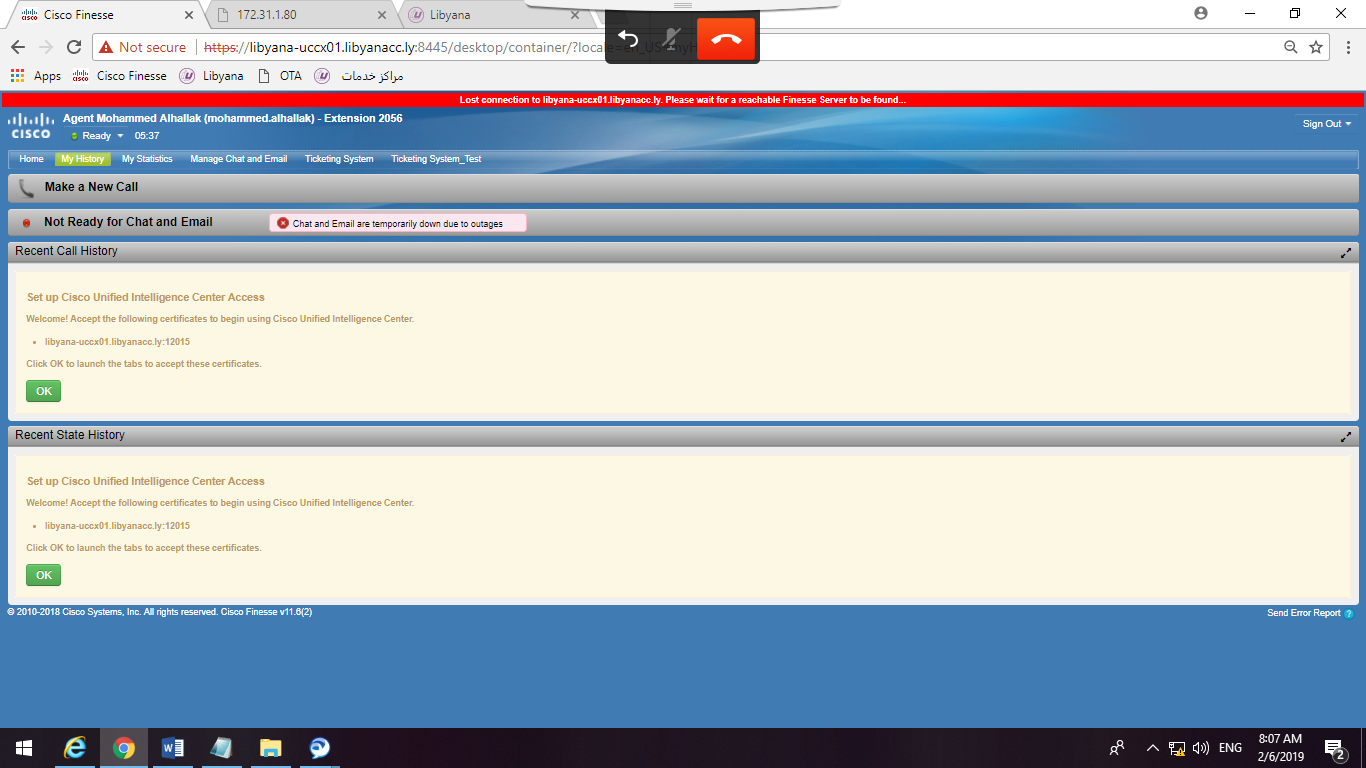 Cisco Finesse
172.31.1.80
Libyana
Not secure
https://libyana-uccx01.libyanacc.ly:8445/desktop/container/?locale=en_US
Apps
Cisco Finesse
Libyana
OTA
مراكز خدمات
Lost connection to libyana-uccx01.libyanacc.ly. Please wait for a reachable Finesse Server to be found...
CISCO
Agent Mohammed Alhallak (mohammed.alhallak) - Extension 2056
Ready 05:37
Sign Out
Home My History My Statistics Manage Chat and Email Ticketing System Ticketing System_Test
Make a New Call
Not Ready for Chat and Email
Chat and Email are temporarily down due to outages
Recent Call History
Set up Cisco Unified Intelligence Center Access
Welcome! Accept the following certificates to begin using Cisco Unified Intelligence Center.
• libyana-uccx01.libyanacc.ly:12015
Click OK to launch the tabs to accept these certificates.
OK
Recent State History
Set up Cisco Unified Intelligence Center Access
Welcome! Accept the following certificates to begin using Cisco Unified Intelligence Center.
• libyana-uccx01.libyanacc.ly:12015
Click OK to launch the tabs to accept these certificates.
OK
© 2010-2018 Cisco Systems, Inc. All rights reserved. Cisco Finesse v11.6(2)
Send Error Report ?
ENG
8:07 AM
2/6/2019
2